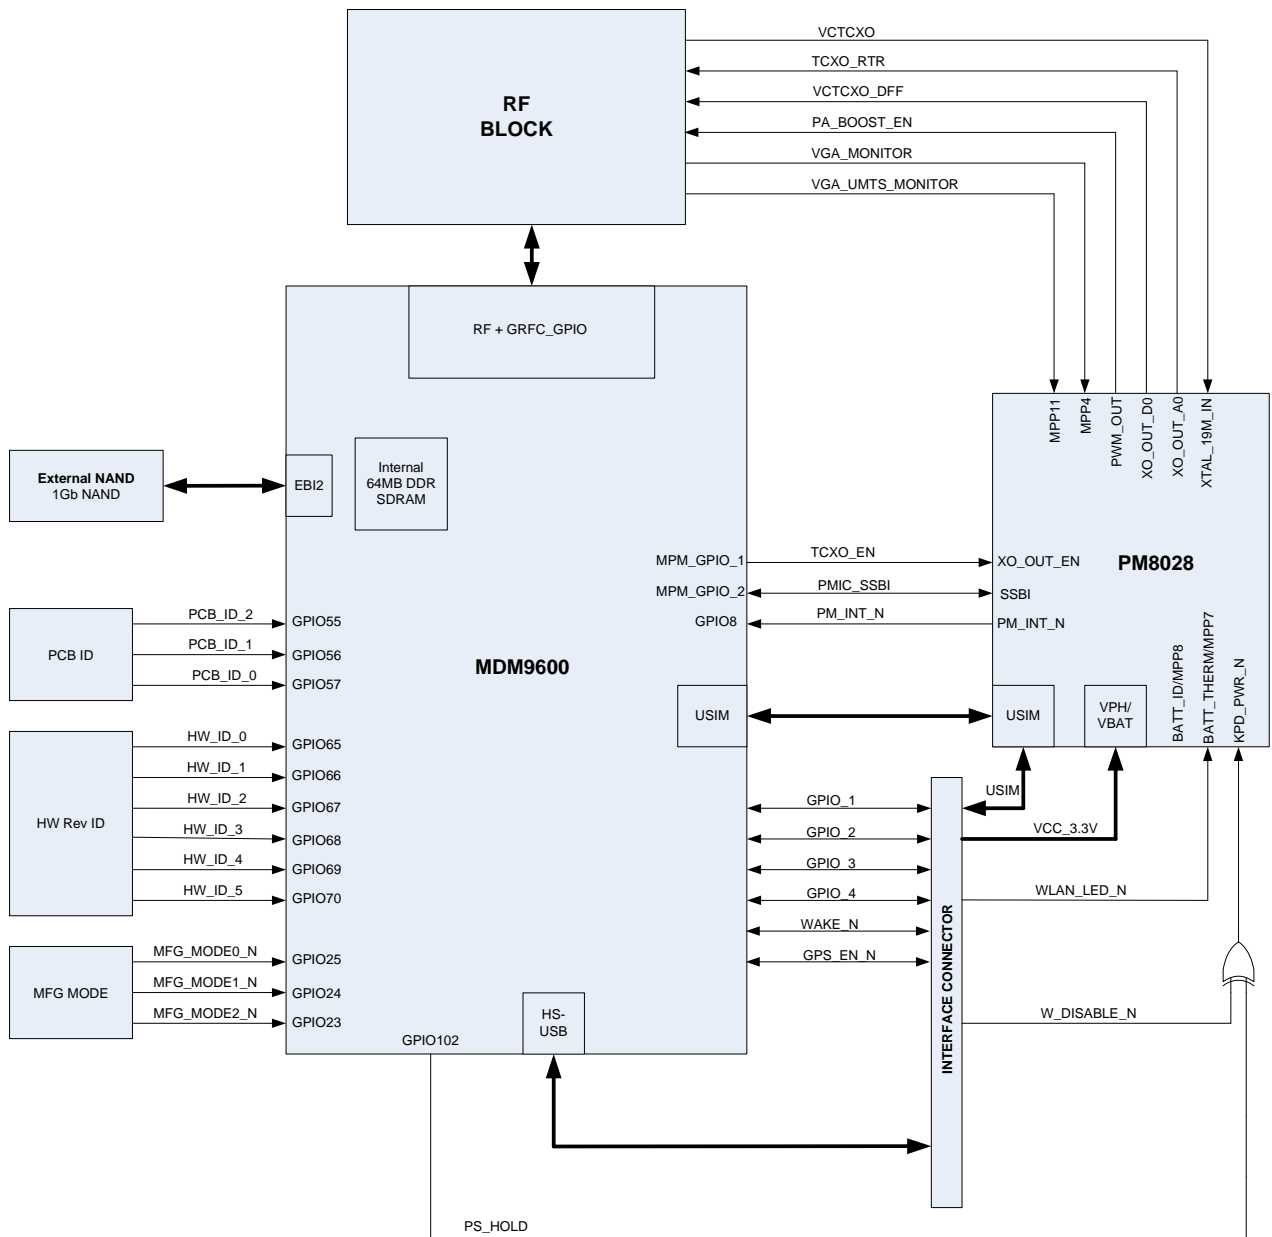 VCTCXO
TCXO_RTR
VCTCXO_DFF
PA_BOOST_EN
VGA_MONITOR
VGA_UMTS_MONITOR
RF
BLOCK
RF + GRFC_GPIO
MPP11
MPP4
PWM_OUT
XO_OUT_D0
XO_OUT_A0
XTAL_19M_IN
External NAND
1Gb NAND
EBI2
Internal
64MB DDR
SDRAM
MPM_GPIO_1
TCXO_EN
XO_OUT_EN
PM8028
MPM_GPIO_2
PMIC_SSBI
SSBI
GPIO8
PM_INT_N
PM_INT_N
PCB ID
PCB_ID_2
GPIO55
PCB_ID_1
GPIO56
PCB_ID_0
GPIO57
MDM9600
USIM
USIM
VPH/
VBAT
BATT_ID/MPP8
BATT_THERM/MPP7
KPD_PWR_N
HW Rev ID
HW_ID_0
GPIO65
HW_ID_1
GPIO66
HW_ID_2
GPIO67
HW_ID_3
GPIO68
HW_ID_4
GPIO69
HW_ID_5
GPIO70
GPIO_1
GPIO_2
GPIO_3
GPIO_4
WAKE_N
GPS_EN_N
USIM
VCC_3.3V
WLAN_LED_N
W_DISABLE_N
INTERFACE CONNECTOR
MFG MODE
MFG_MODE0_N
GPIO25
MFG_MODE1_N
GPIO24
MFG_MODE2_N
GPIO23
HS-
USB
GPIO102
PS_HOLD